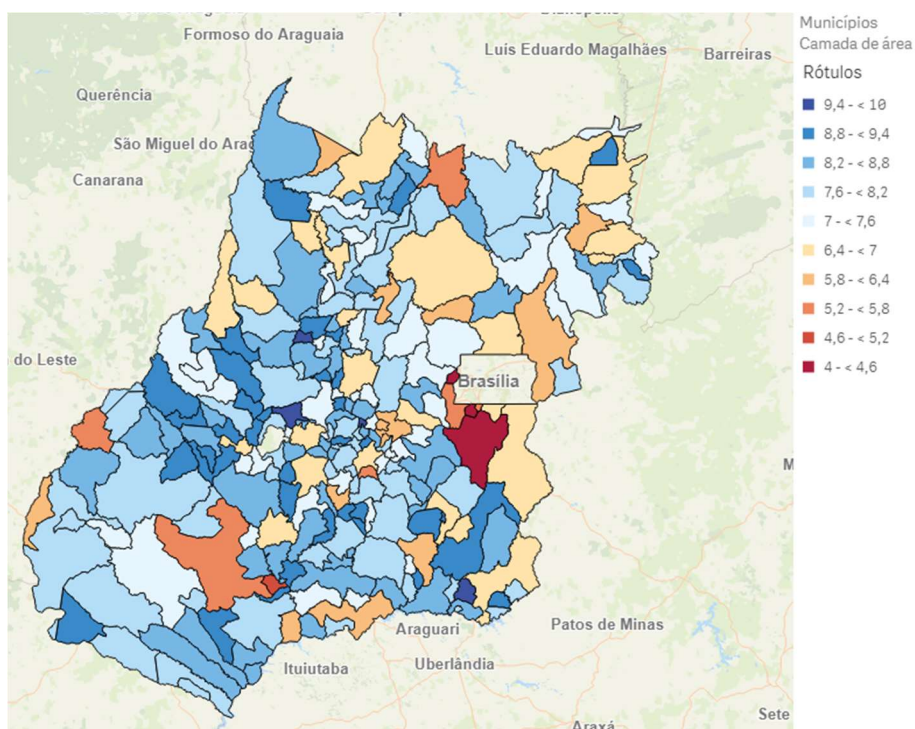 Formoso do Araguaia
Luis Eduardo Magalhães
Barreiras
Querência
São Miguel do Arag
Canarana
do Leste
Brasília
M
Araguari
Patos de Minas
Ituiutaba
Uberlândia
Sete
Araxá
Municípios
Camada de área
Rótulos
9,4 - < 10
8,8 - < 9,4
8,2 - < 8,8
7,6 - < 8,2
7 - < 7,6
6,4 - < 7
5,8 - < 6,4
5,2 - < 5,8
4,6 - < 5,2
4 - < 4,6